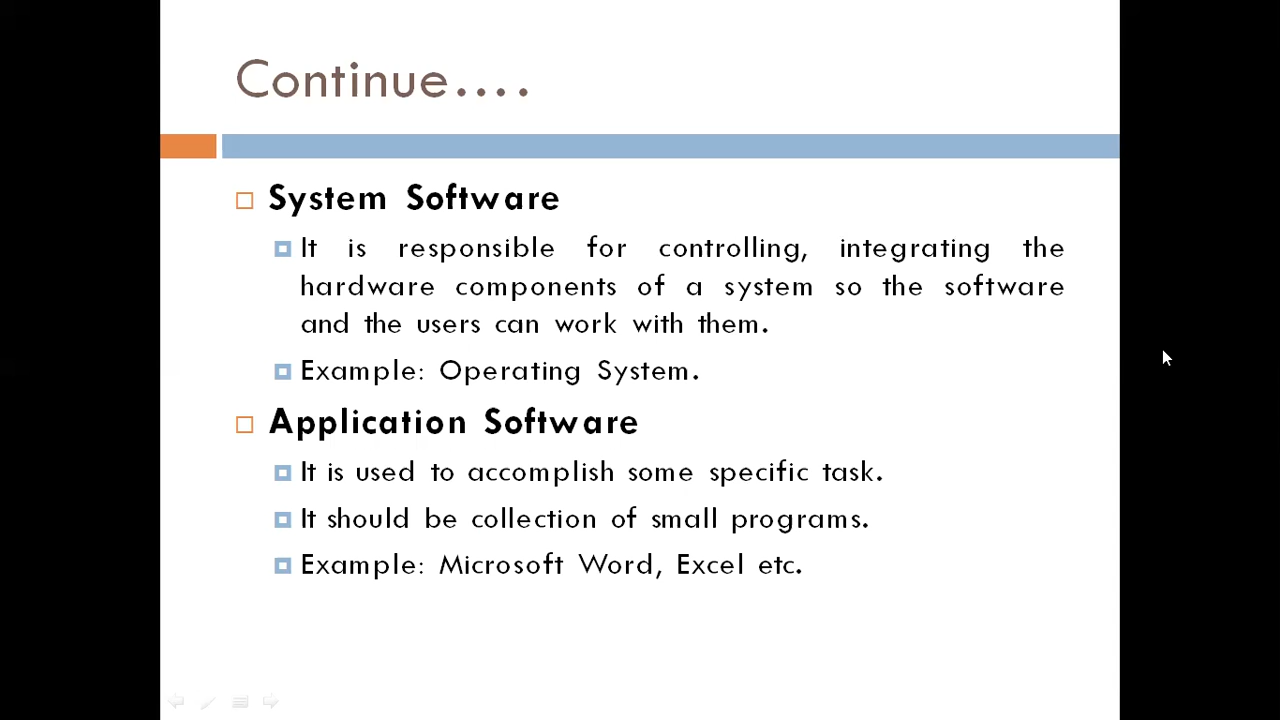 Continue....
System Software
It is responsible for controlling, integrating the
hardware components of a system so the software
and the users can work with them.
Example: Operating System.
Application Software
It is used to accomplish some specific task.
It should be collection of small programs.
Example: Microsoft Word, Excel etc.